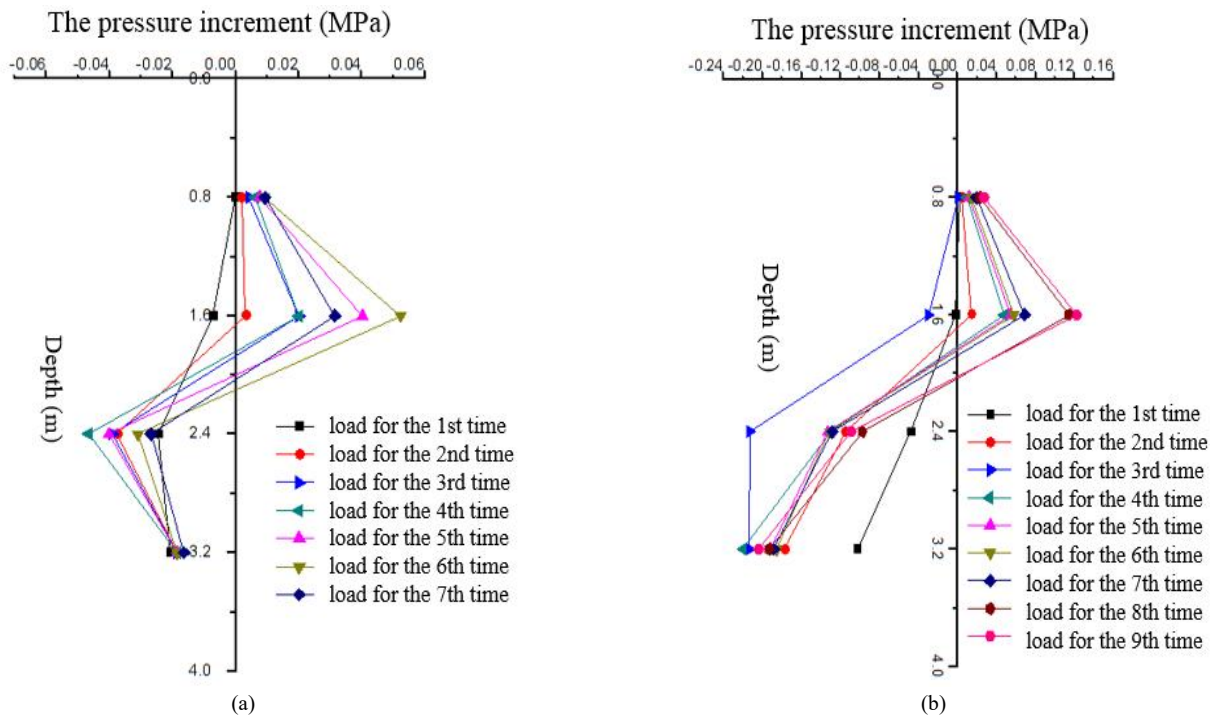 The pressure increment (MPa)
-0.06 -0.04 -0.02 0.00 0.02 0.04 0.06
0.0
0.8
1.6
2.4
3.2
4.0
Depth (m)
load for the 1st time
load for the 2nd time
load for the 3rd time
load for the 4th time
load for the 5th time
load for the 6th time
load for the 7th time
(a)
The pressure increment (MPa)
-0.24 -0.20 -0.16 -0.12 -0.08 -0.04 0.00 0.04 0.08 0.12 0.16
0.0
0.8
1.6
2.4
3.2
4.0
Depth (m)
load for the 1st time
load for the 2nd time
load for the 3rd time
load for the 4th time
load for the 5th time
load for the 6th time
load for the 7th time
load for the 8th time
load for the 9th time
(b)